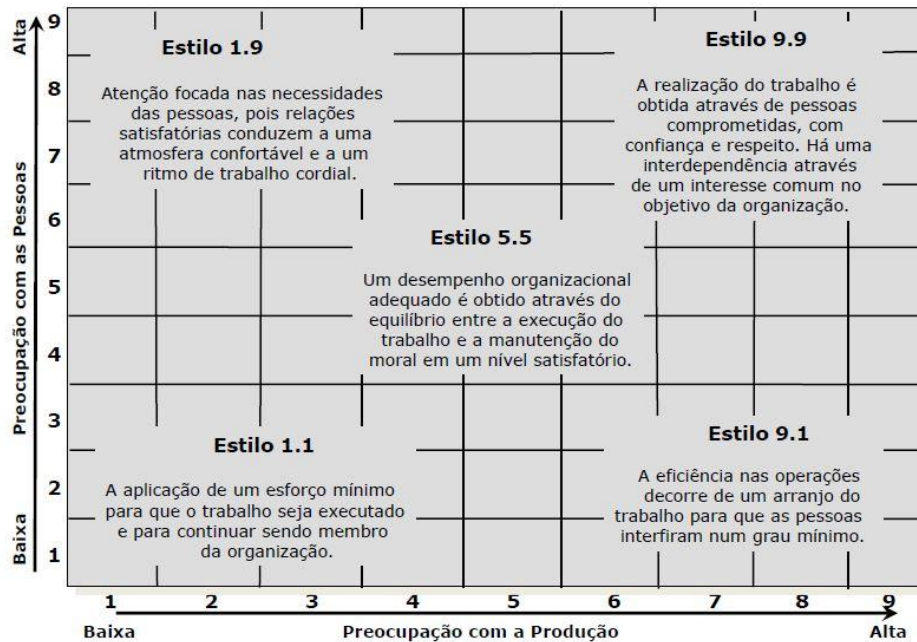 Estilo 1.9
Atenção focada nas necessidades
das pessoas, pois relações
satisfatórias conduzem a uma
atmosfera confortável e a um
ritmo de trabalho cordial.
Estilo 9.9
A realização do trabalho é
obtida através de pessoas
comprometidas, com
confiança e respeito. Há uma
interdependência através
de um interesse comum no
objetivo da organização.
Estilo 5.5
Um desempenho organizacional
adequado é obtido através do
equilíbrio entre a execução do
trabalho e a manutenção do
moral em um nível satisfatório.
Estilo 1.1
A aplicação de um esforço mínimo
para que o trabalho seja executado
e para continuar sendo membro
da organização.
Estilo 9.1
A eficiência nas operações
decorre de um arranjo do
trabalho para que as pessoas
interfiram num grau mínimo.
Alta
Preocupação com as Pessoas
Baixa
9
8
7
6
5
4
3
2
1
1 2 3 4 5 6 7 8 9
Baixa Preocupação com a Produção Alta